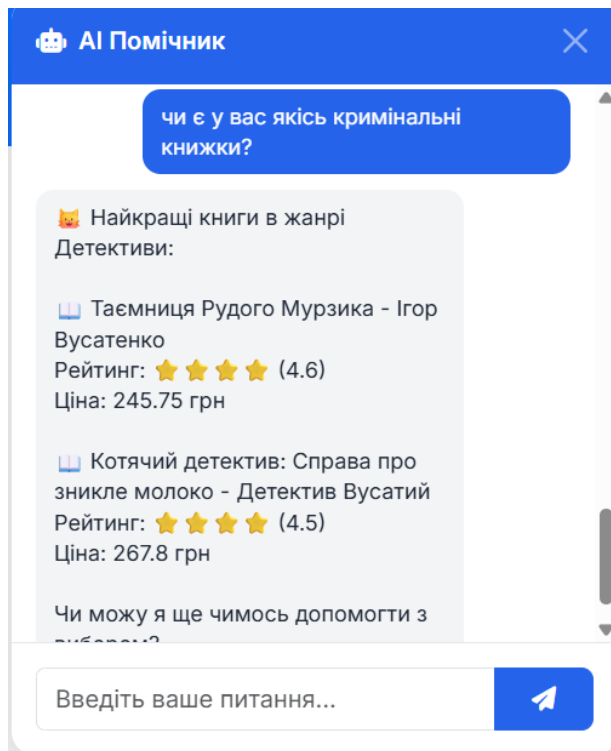 AI Помічник
чи є у вас якісь кримінальні
книжки?
Найкращі книги в жанрі
Детективи:
Таємниця Рудого Мурзика - Ігор
Вусатенко
Рейтинг: (4.6)
Ціна: 245.75 грн
Котячий детектив: Справа про
зникле молоко - Детектив Вусатий
Рейтинг: (4.5)
Ціна: 267.8 грн
Чи можу я ще чимось допомогти з
вибором?
Введіть ваше питання...